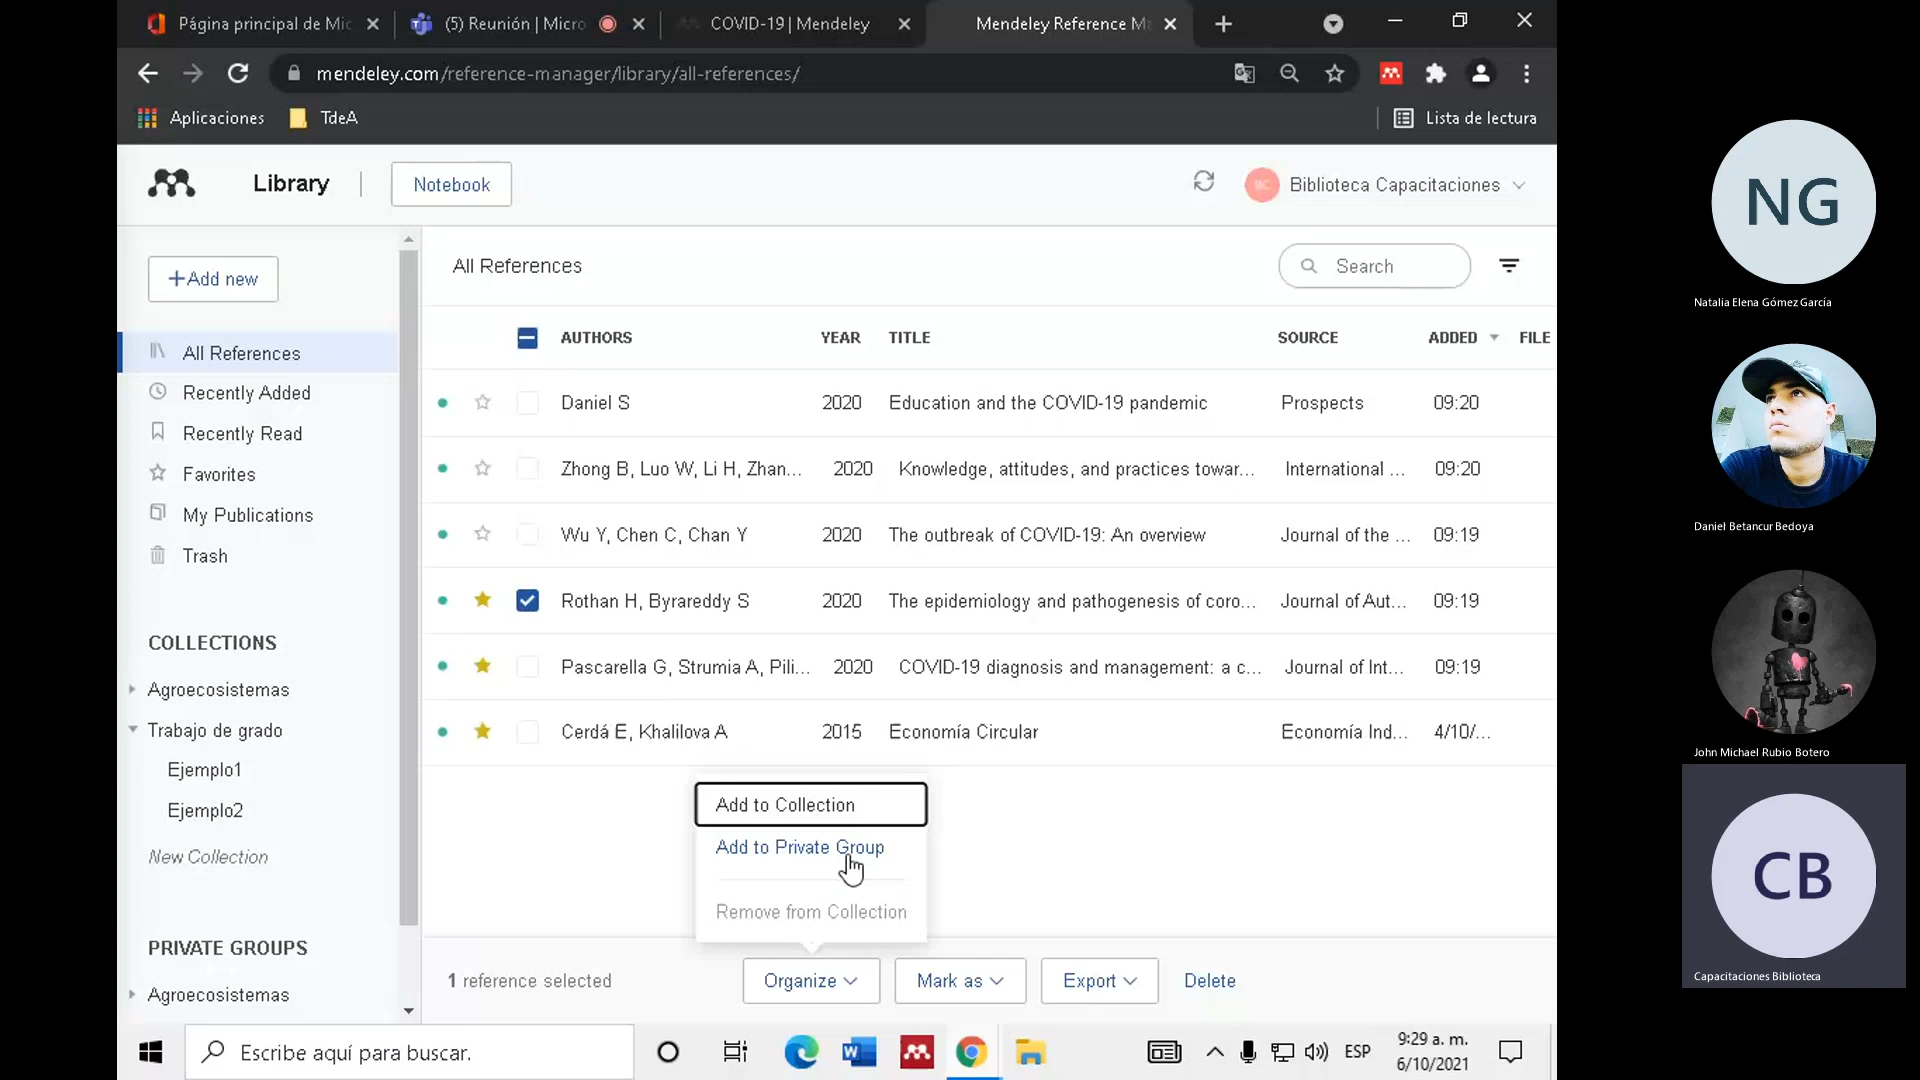 Página principal de Mic
(5) Reunión | Micro
COVID-19 | Mendeley
Mendeley Reference Ma
mendeley.com/reference-manager/library/all-references/
Aplicaciones
TdeA
Lista de lectura
Library
Notebook
Biblioteca Capacitaciones
+Add new
All References
Search
All References
Recently Added
Recently Read
Favorites
My Publications
Trash
COLLECTIONS
Agroecosistemas
Trabajo de grado
Ejemplo1
Ejemplo2
New Collection
PRIVATE GROUPS
Agroecosistemas
AUTHORS YEAR TITLE SOURCE ADDED FILE
Daniel S 2020 Education and the COVID-19 pandemic Prospects 09:20
Zhong B, Luo W, Li H, Zhan... 2020 Knowledge, attitudes, and practices towar... International ... 09:20
Wu Y, Chen C, Chan Y 2020 The outbreak of COVID-19: An overview Journal of the ... 09:19
Rothan H, Byrareddy S 2020 The epidemiology and pathogenesis of coro... Journal of Aut... 09:19
Pascarella G, Strumia A, Pili... 2020 COVID-19 diagnosis and management: a c... Journal of Int... 09:19
Cerdá E, Khalilova A 2015 Economía Circular Economía Ind... 4/10/...
Add to Collection
Add to Private Group
Remove from Collection
1 reference selected
Organize
Mark as
Export
Delete
Escribe aquí para buscar.
ESP
9:29 a. m.
6/10/2021
NG
Natalia Elena Gómez García
Daniel Betancur Bedoya
John Michael Rubio Botero
CB
Capacitaciones Biblioteca